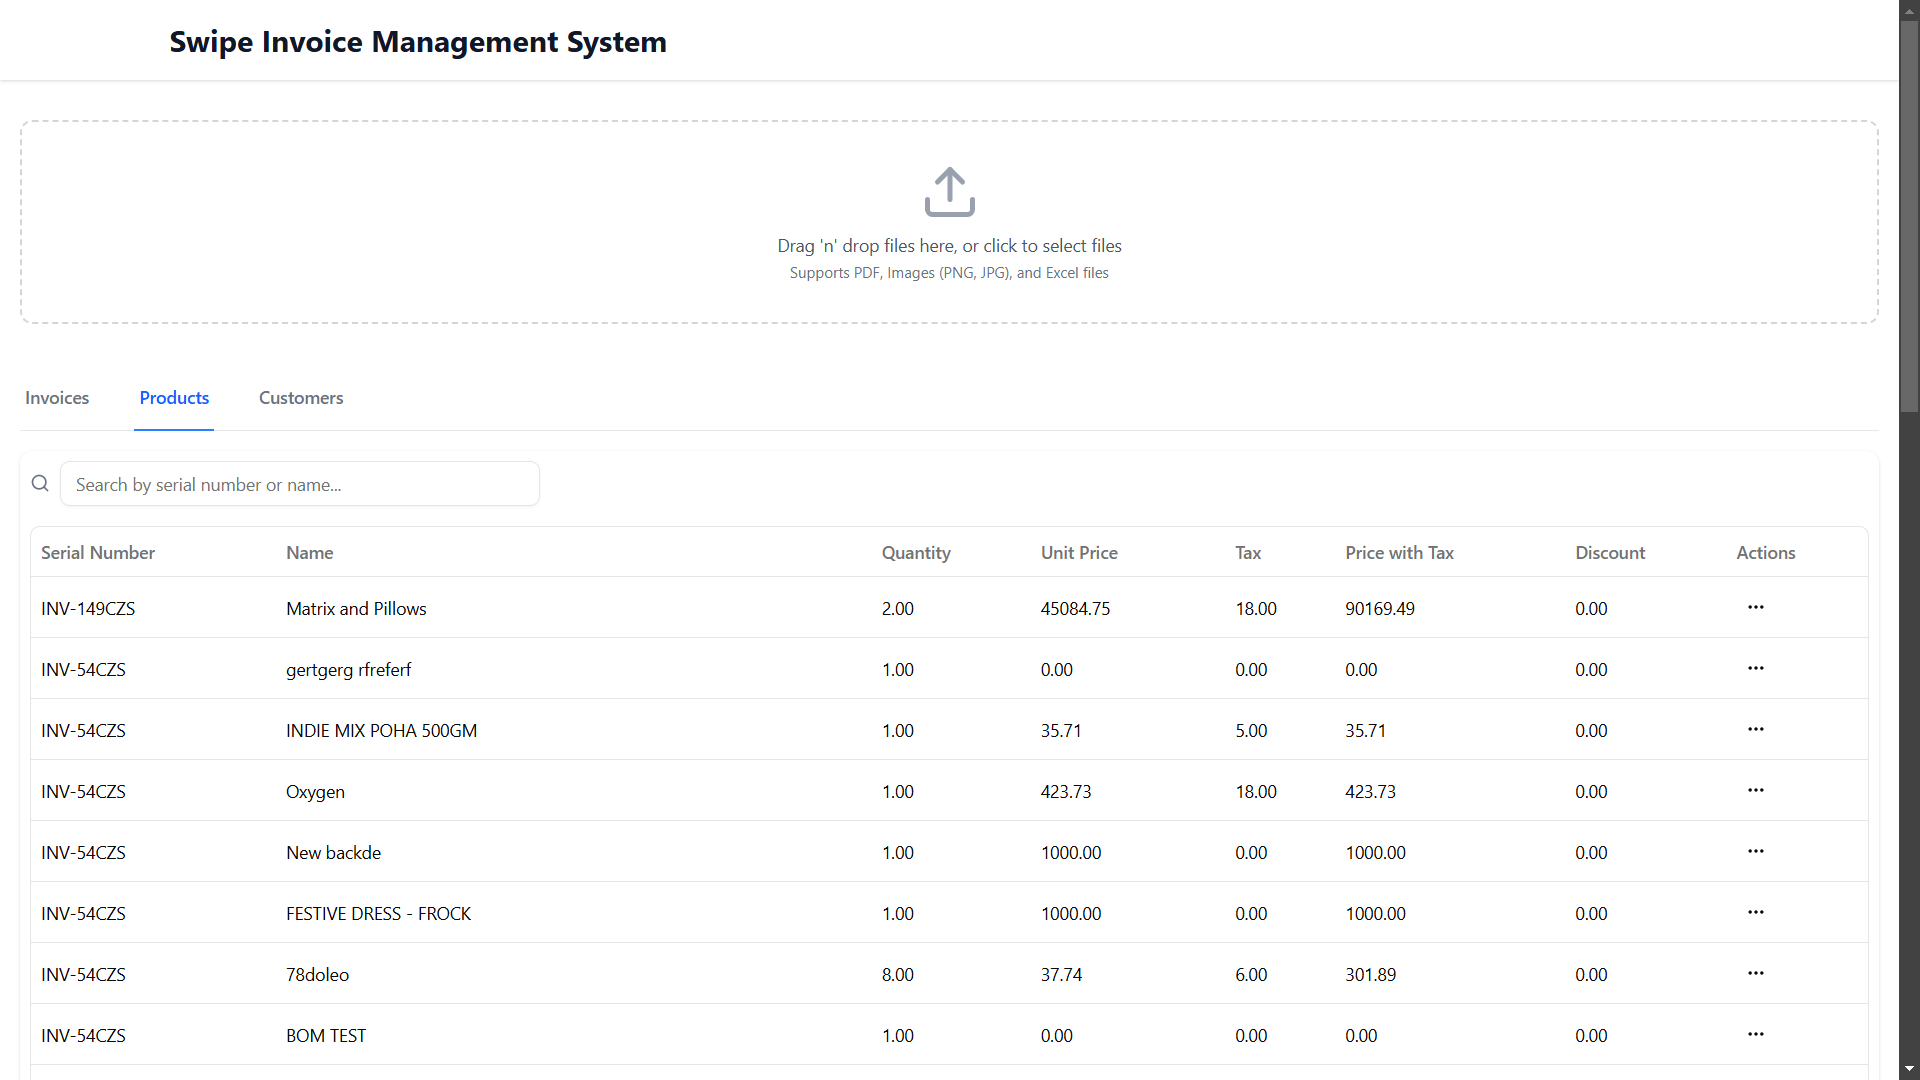 Swipe Invoice Management System
Drag 'n' drop files here, or click to select files
Supports PDF, Images (PNG, JPG), and Excel files
Invoices Products Customers
Search by serial number or name...
Serial Number Name Quantity Unit Price Tax Price with Tax Discount Actions
INV-149CZS Matrix and Pillows 2.00 45084.75 18.00 90169.49 0.00 ...
INV-54CZS gertgerg rfreferf 1.00 0.00 0.00 0.00 0.00 ...
INV-54CZS INDIE MIX POHA 500GM 1.00 35.71 5.00 35.71 0.00 ...
INV-54CZS Oxygen 1.00 423.73 18.00 423.73 0.00 ...
INV-54CZS New backde 1.00 1000.00 0.00 1000.00 0.00 ...
INV-54CZS FESTIVE DRESS - FROCK 1.00 1000.00 0.00 1000.00 0.00 ...
INV-54CZS 78doleo 8.00 37.74 6.00 301.89 0.00 ...
INV-54CZS BOM TEST 1.00 0.00 0.00 0.00 0.00 ...